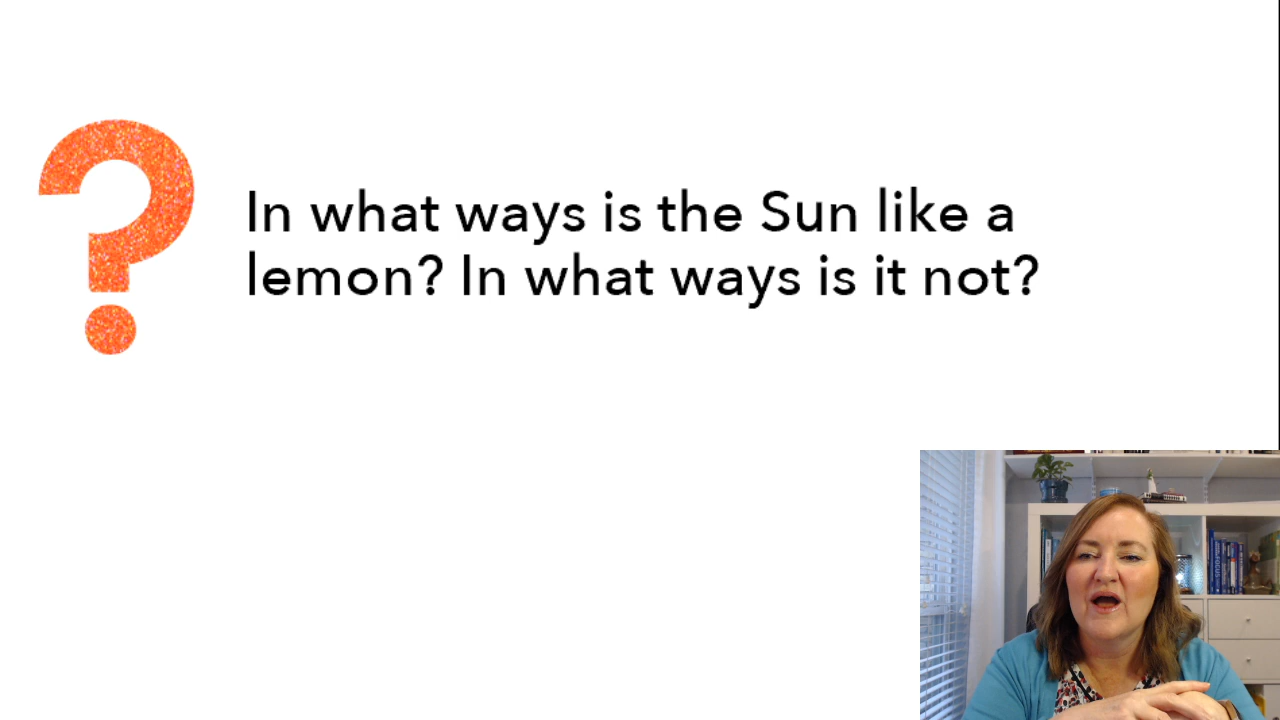 In what ways is the Sun like a
lemon? In what ways is it not?